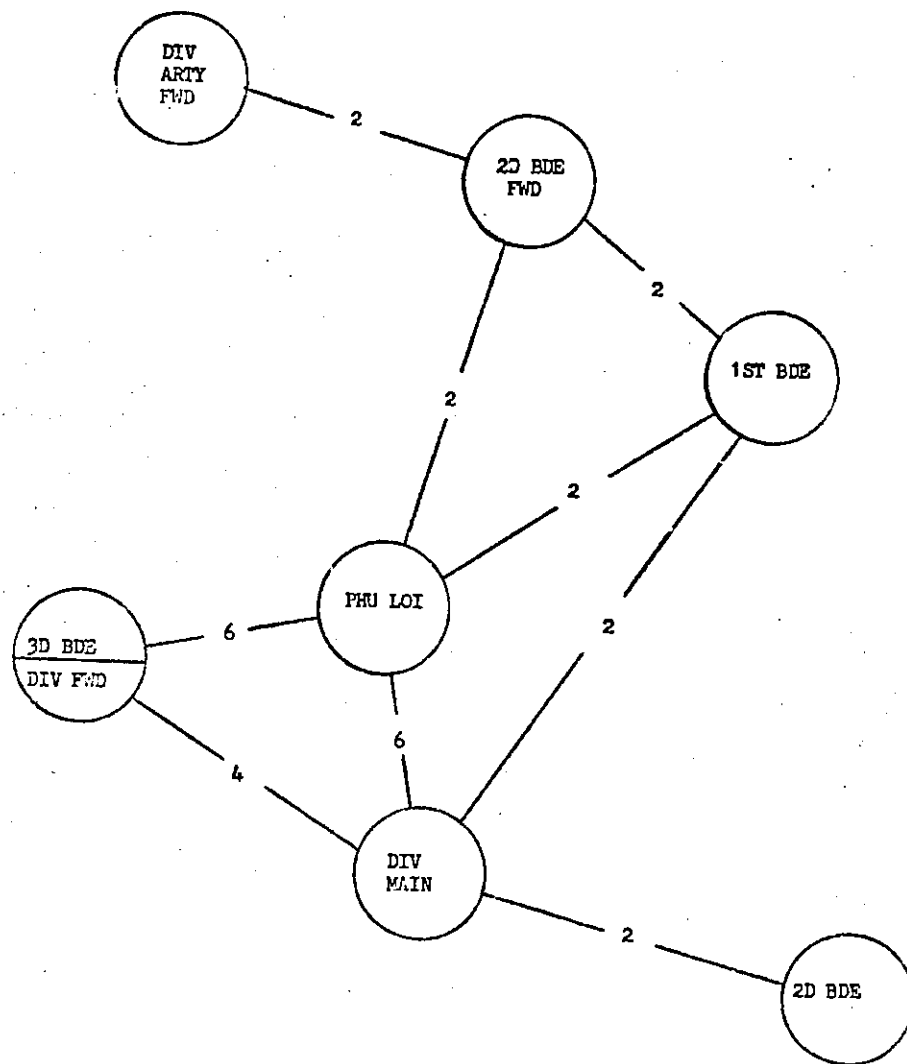 DIV
ARTY
FWD
2
2D BDE
FWD
2
1ST BDE
2
2
PHU LOI
2
3D BDE
DIV FWD
6
6
4
DIV
MAIN
2
2D BDE